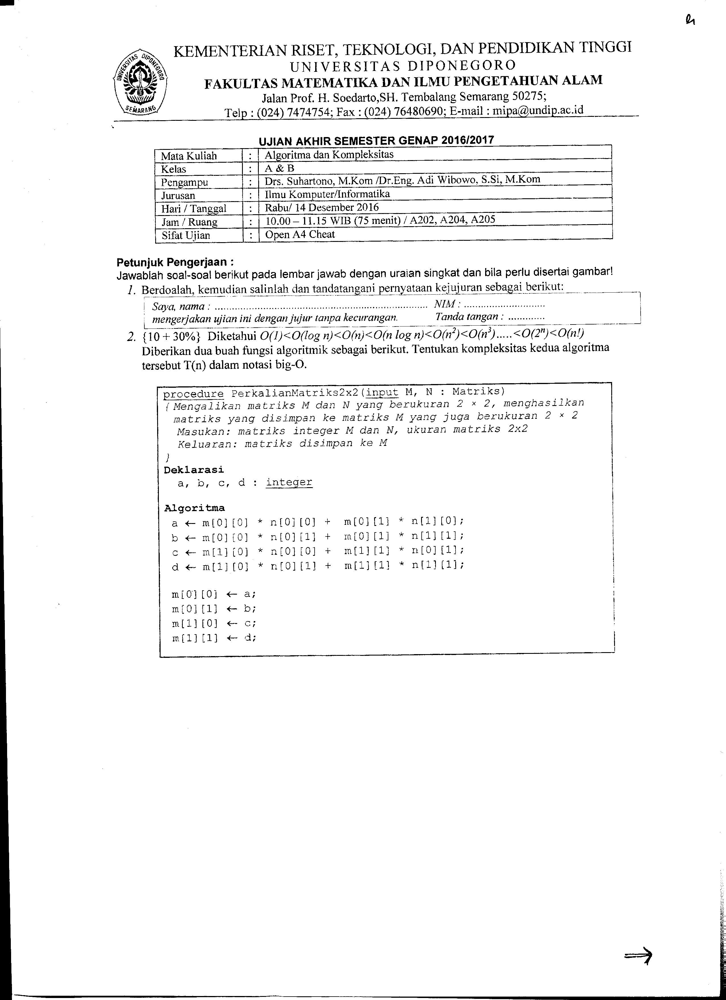 KEMENTERIAN RISET, TEKNOLOGI, DAN PENDIDIKAN TINGGI
UNIVERSITAS DIPONEGORO
FAKULTAS MATEMATIKA DAN ILMU PENGETAHUAN ALAM
Jalan Prof. H. Soedarto,SH. Tembalang Semarang 50275;
Telp : (024) 7474754; Fax : (024) 76480690; E-mail : mipa@undip.ac.id
UNIVERSITAS DIPONEGORO
SEMARANG
UJIAN AKHIR SEMESTER GENAP 2016/2017
Mata Kuliah : Algoritma dan Kompleksitas
Kelas : A & B
Pengampu : Drs. Suhartono, M.Kom /Dr.Eng. Adi Wibowo, S.Si, M.Kom
Jurusan : Ilmu Komputer/Informatika
Hari / Tanggal : Rabu/ 14 Desember 2016
Jam / Ruang : 10.00 – 11.15 WIB (75 menit) / A202, A204, A205
Sifat Ujian : Open A4 Cheat
Petunjuk Pengerjaan :
Jawablah soal-soal berikut pada lembar jawab dengan uraian singkat dan bila perlu disertai gambar!
1. Berdoalah, kemudian salinlah dan tandatangani pernyataan kejujuran sebagai berikut:
Saya, nama : ........................................................................... NIM : ............................
mengerjakan ujian ini dengan jujur tanpa kecurangan. Tanda tangan : .............
2. {10 + 30%} Diketahui O(1)<O(log n)<O(n)<O(n log n)<O(n²)<O(n³).....<O(2ⁿ)<O(n!)
Diberikan dua buah fungsi algoritmik sebagai berikut. Tentukan kompleksitas kedua algoritma
tersebut T(n) dalam notasi big-O.
procedure PerkalianMatriks2x2(input M, N : Matriks)
{ Mengalikan matriks M dan N yang berukuran 2 × 2, menghasilkan
matriks yang disimpan ke matriks M yang juga berukuran 2 × 2
Masukan: matriks integer M dan N, ukuran matriks 2x2
Keluaran: matriks disimpan ke M
}
Deklarasi
a, b, c, d : integer
Algoritma
a ← m[0][0] * n[0][0] + m[0][1] * n[1][0];
b ← m[0][0] * n[0][1] + m[0][1] * n[1][1];
c ← m[1][0] * n[0][0] + m[1][1] * n[0][1];
d ← m[1][0] * n[0][1] + m[1][1] * n[1][1];
m[0][0] ← a;
m[0][1] ← b;
m[1][0] ← c;
m[1][1] ← d;